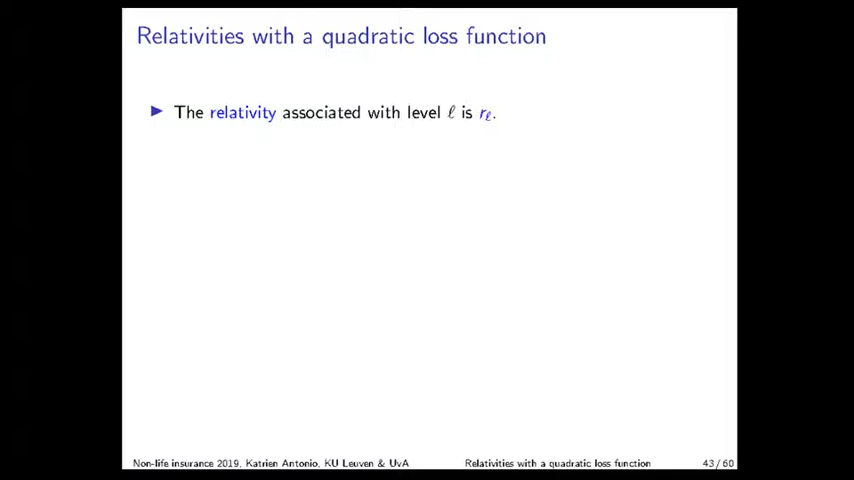 Relativities with a quadratic loss function
▶ The relativity associated with level ℓ is rℓ.
Non-life insurance 2019, Katrien Antonio, KU Leuven & UvA Relativities with a quadratic loss function 43 / 60